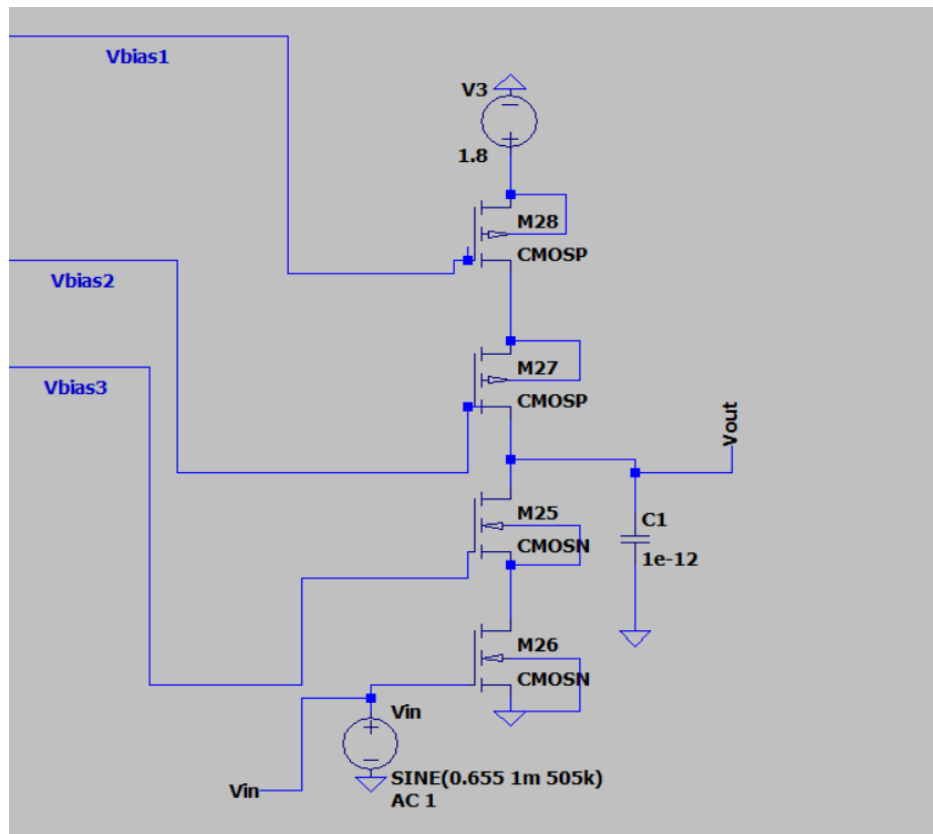 Vbias1
V3
1.8
M28
CMOSP
Vbias2
M27
CMOSP
Vbias3
Vout
M25
CMOSN
C1
1e-12
M26
CMOSN
Vin
Vin
SINE(0.655 1m 505k)
AC 1